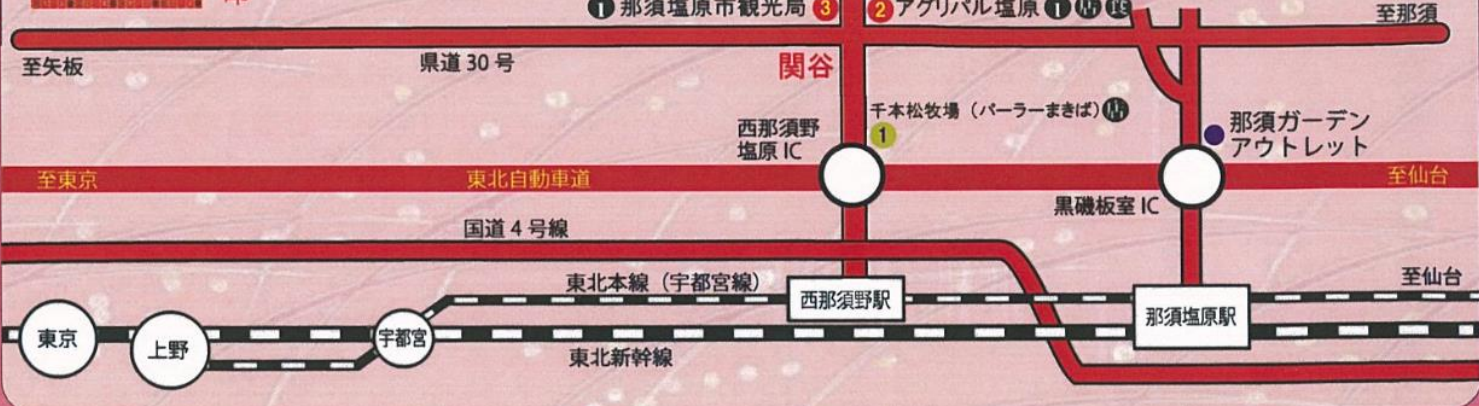 1 那須塩原市観光局 3
2 アグリパル塩原 1
至那須
至矢板
県道30号
関谷
千本松牧場（パーラーまきば）
1
西那須野
塩原IC
那須ガーデン
アウトレット
至東京
東北自動車道
至仙台
黒磯板室IC
国道4号線
東北本線（宇都宮線）
至仙台
西那須野駅
那須塩原駅
東京
上野
宇都宮
東北新幹線